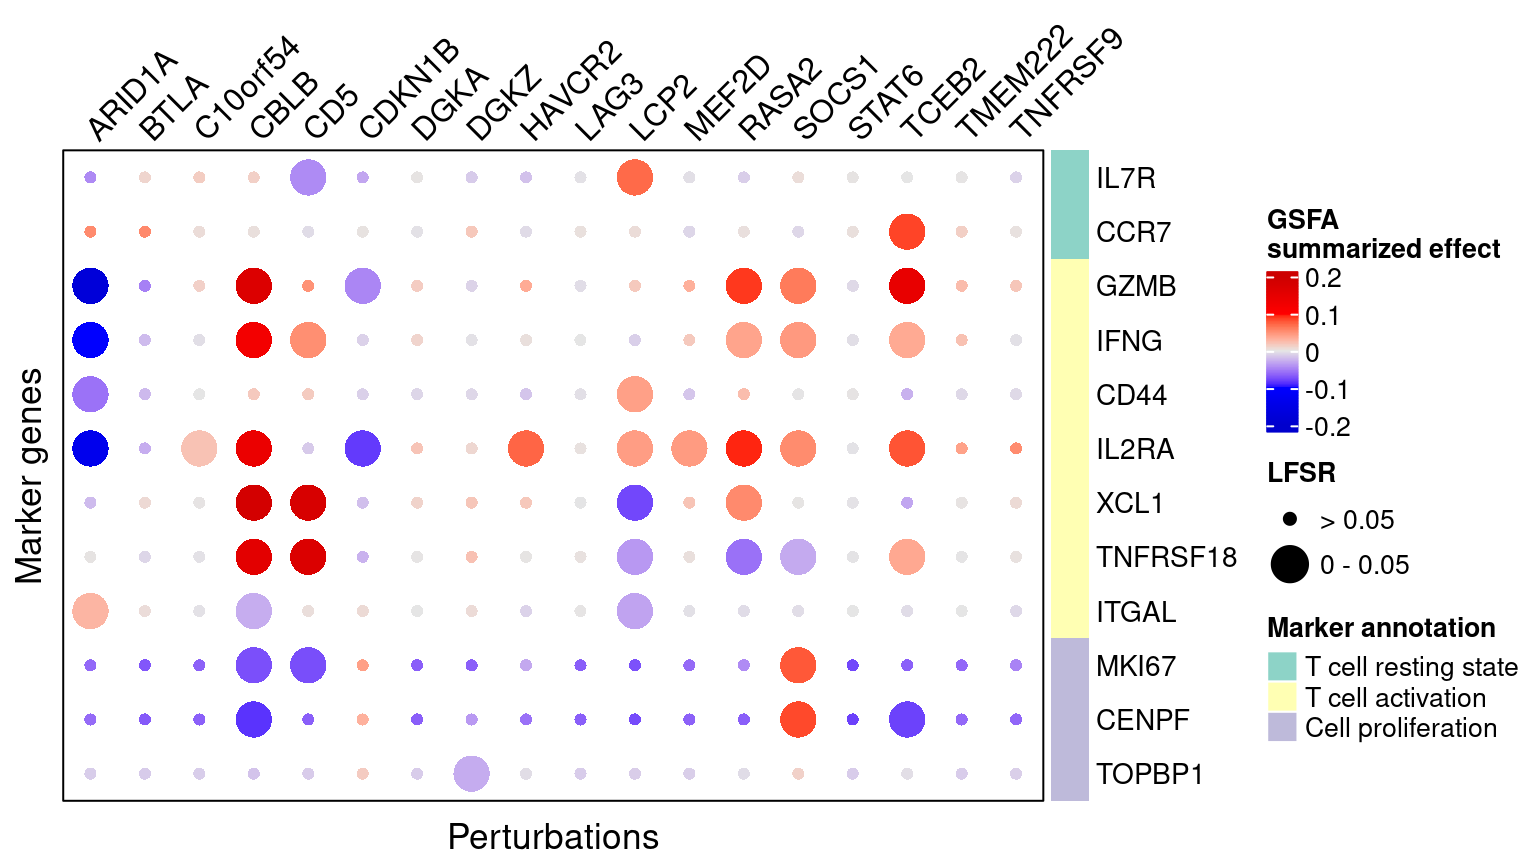 ARID1A
BTLA
C10orf54
CBLB
CD5
CDKN1B
DGKA
DGKZ
HAVCR2
LAG3
LCP2
MEF2D
RASA2
SOCS1
STAT6
TCEB2
TMEM222
TNFRSF9
Marker genes
IL7R
CCR7
GZMB
IFNG
CD44
IL2RA
XCL1
TNFRSF18
ITGAL
MKI67
CENPF
TOPBP1
Perturbations
GSFA
summarized effect
0.2
0.1
0
-0.1
-0.2
LFSR
> 0.05
0 - 0.05
Marker annotation
T cell resting state
T cell activation
Cell proliferation